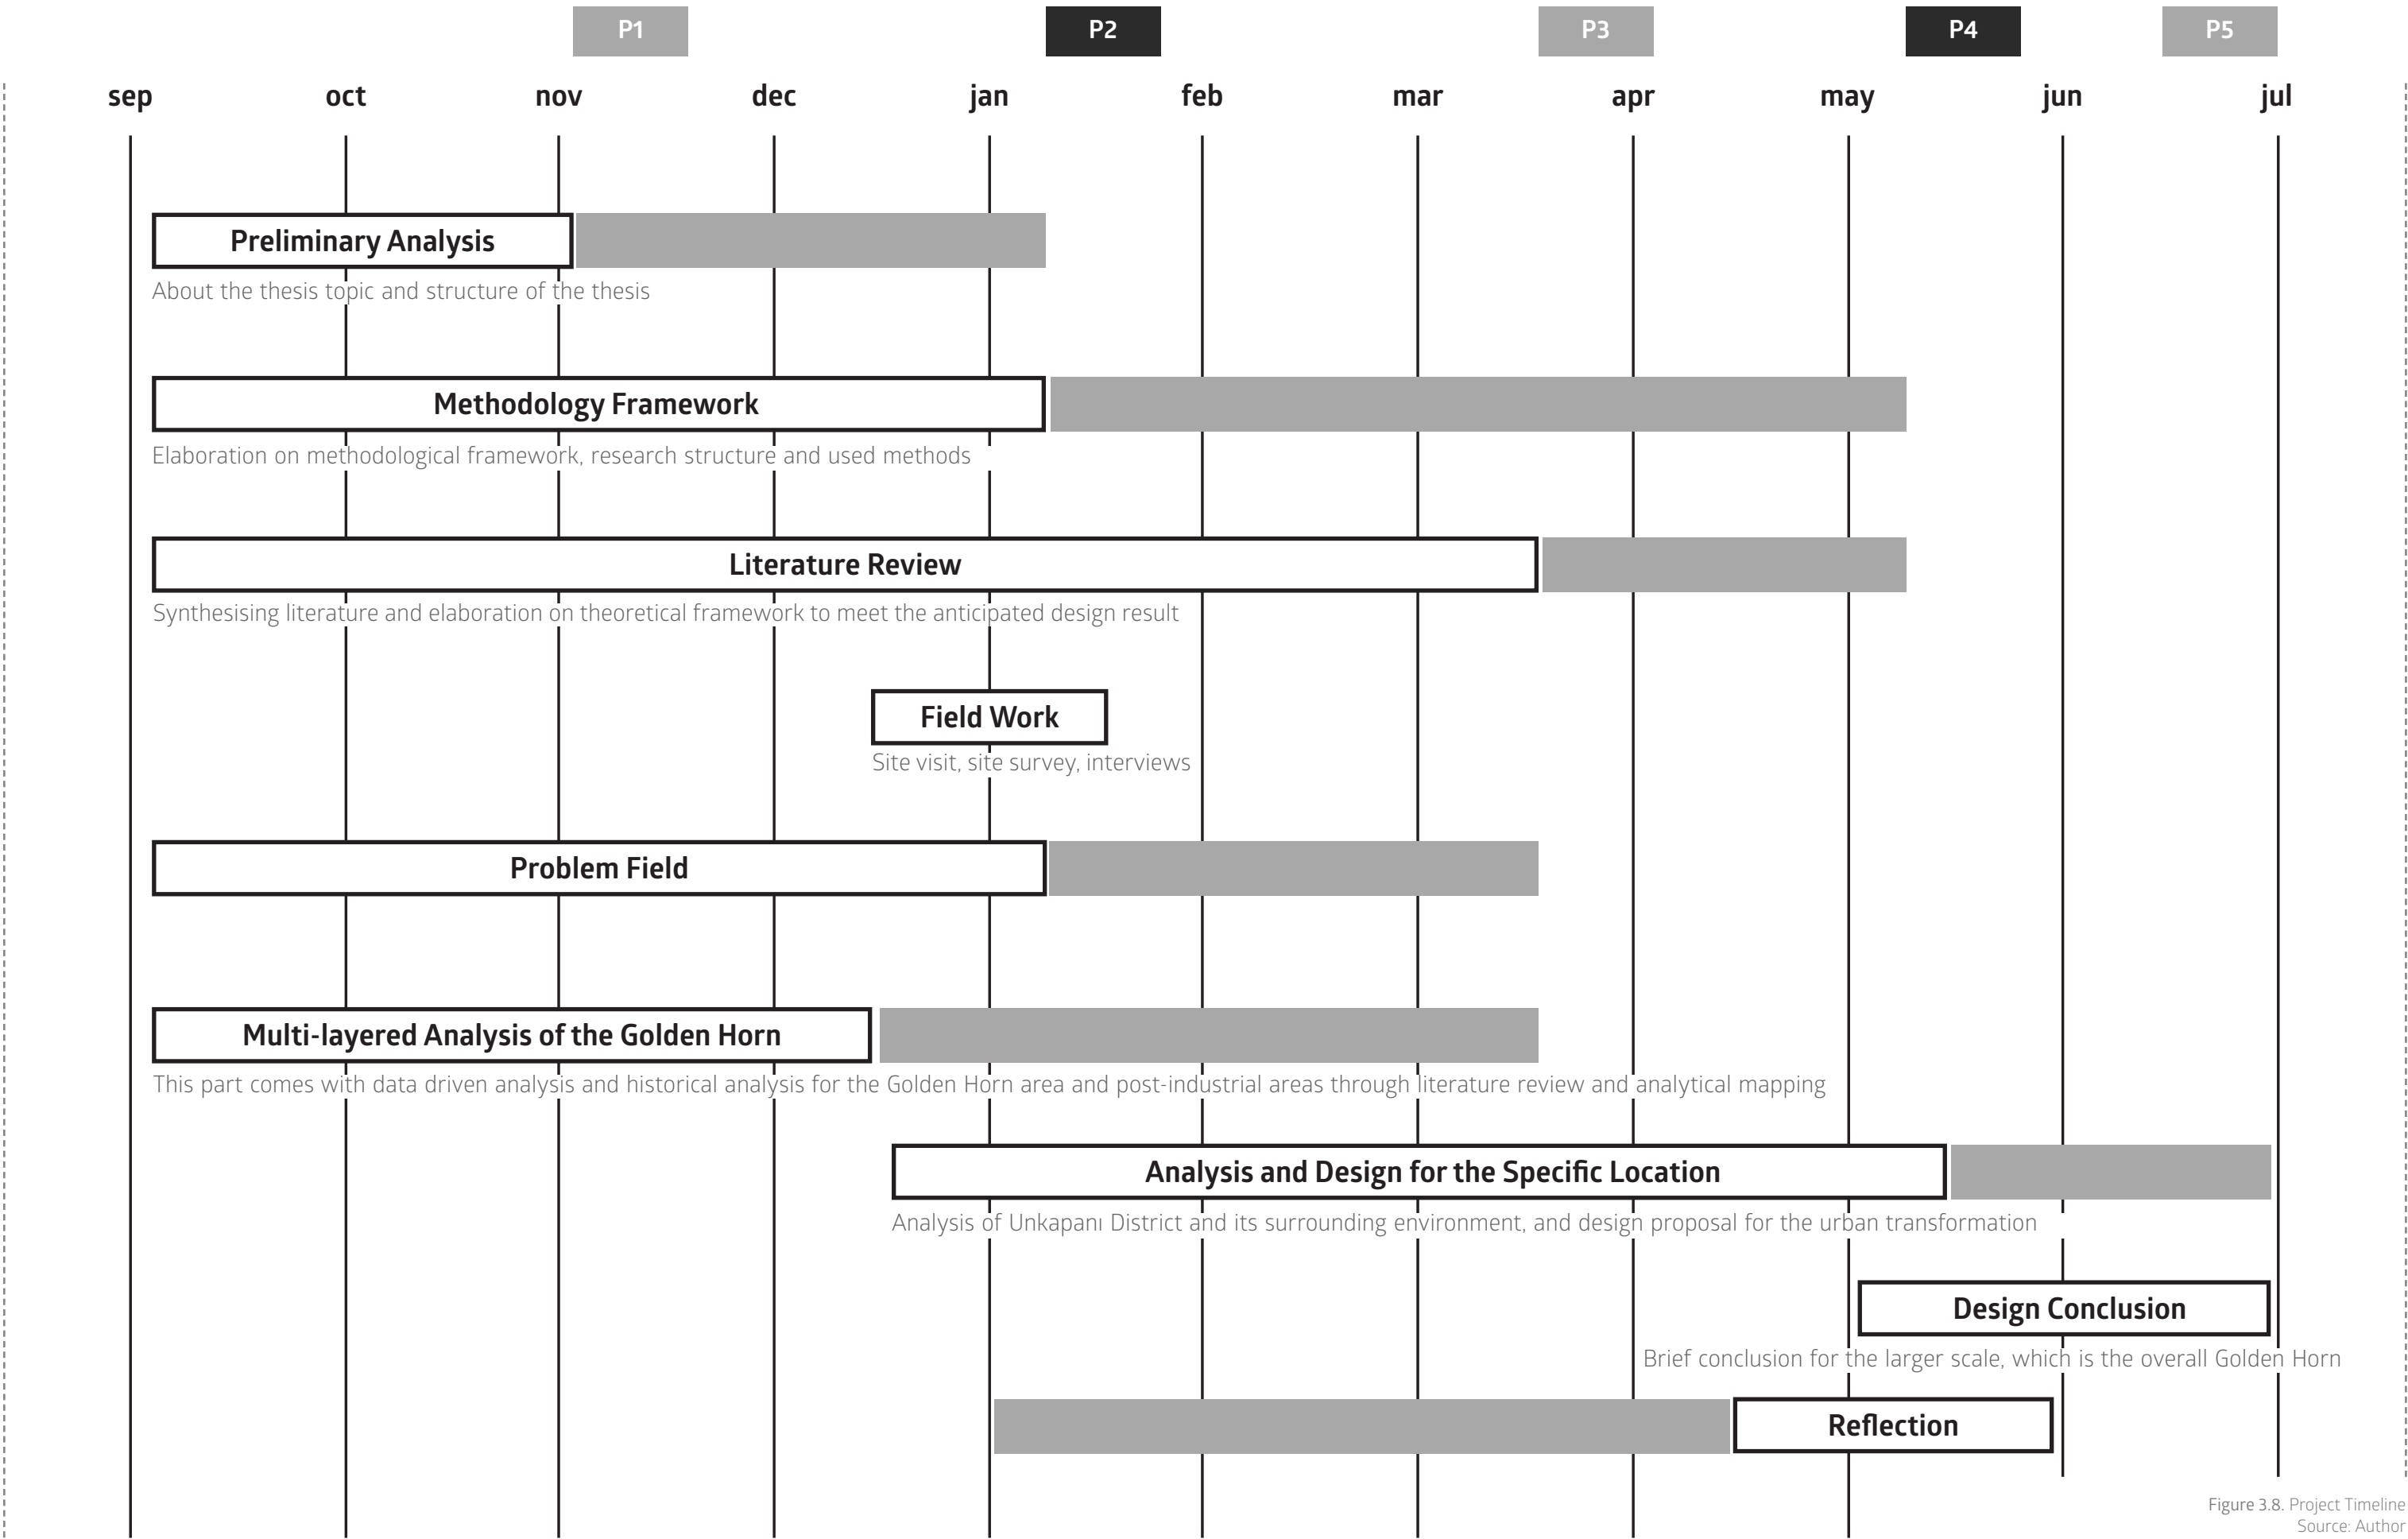 P1 P2 P3 P4 P5
sep oct nov dec jan feb mar apr may jun jul
Preliminary Analysis
About the thesis topic and structure of the thesis
Methodology Framework
Elaboration on methodological framework, research structure and used methods
Literature Review
Synthesising literature and elaboration on theoretical framework to meet the anticipated design result
Field Work
Site visit, site survey, interviews
Problem Field
Multi-layered Analysis of the Golden Horn
This part comes with data driven analysis and historical analysis for the Golden Horn area and post-industrial areas through literature review and analytical mapping
Analysis and Design for the Specific Location
Analysis of Unkapanı District and its surrounding environment, and design proposal for the urban transformation
Design Conclusion
Brief conclusion for the larger scale, which is the overall Golden Horn
Reflection
Figure 3.8. Project Timeline
Source: Author